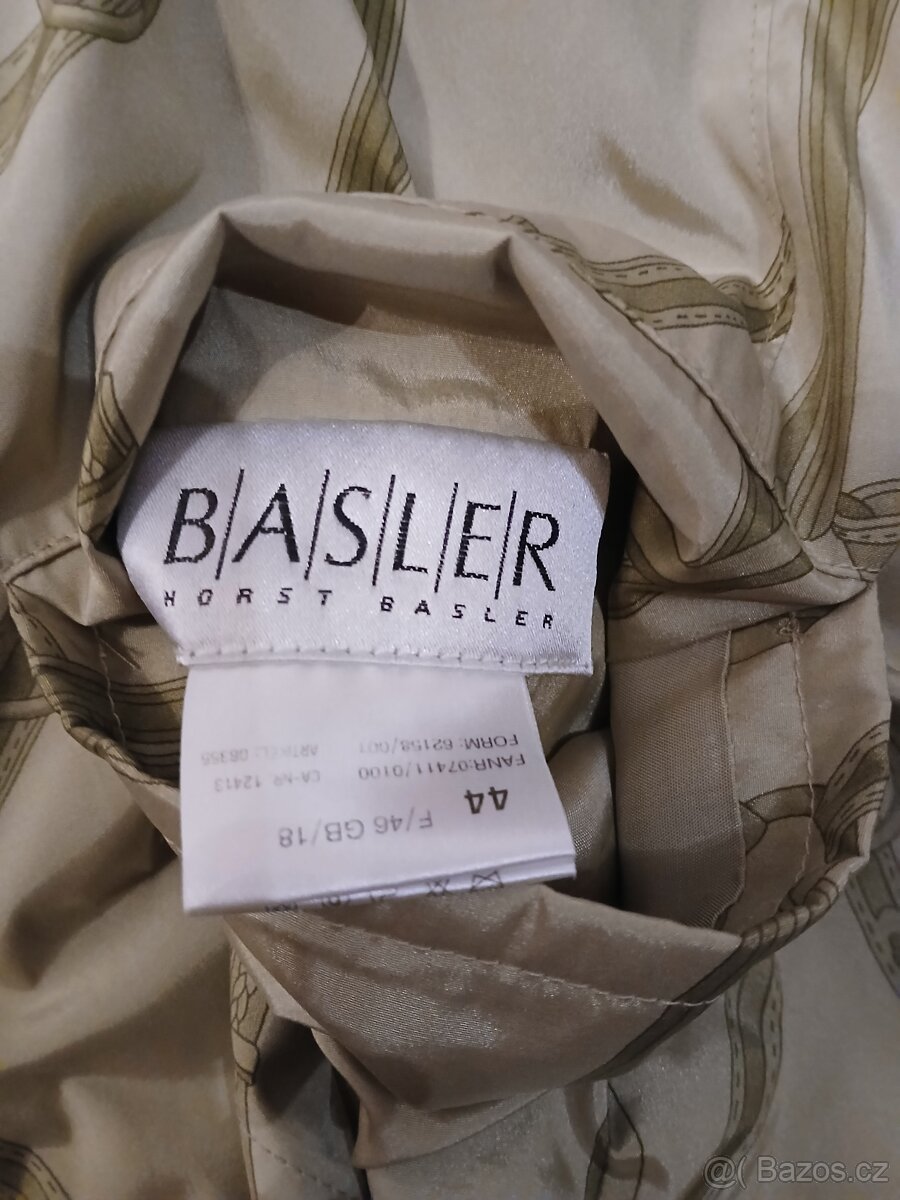 B/A/S/L/E/R
HORST BASLER
F/46 GB/18
44
FANR:07411/0100 CA-NR 12413
FORM: 62158/001 ARTIKEL: 08355
@( Bazos.cz